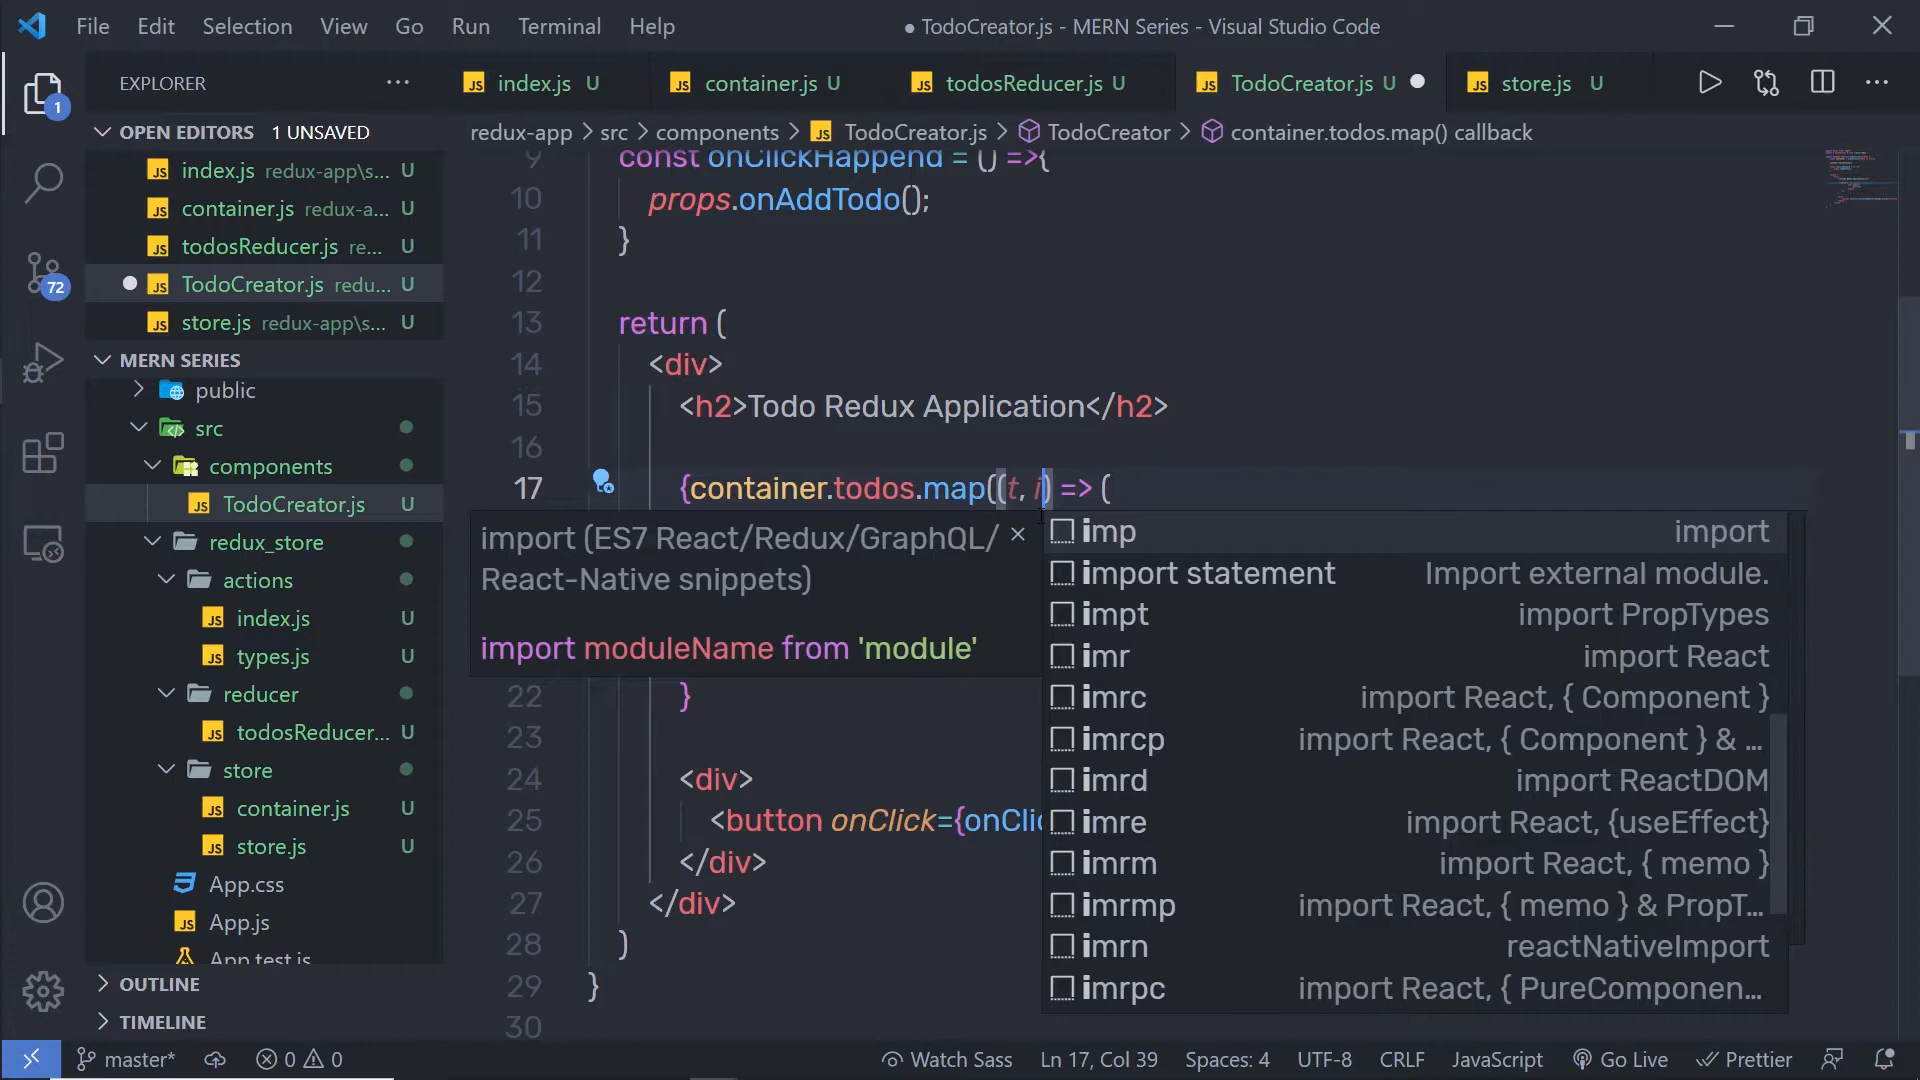 File Edit Selection View Go Run Terminal Help
● TodoCreator.js - MERN Series - Visual Studio Code
EXPLORER
index.js U
container.js U
todosReducer.js U
TodoCreator.js U
store.js U
1
OPEN EDITORS 1 UNSAVED
index.js redux-app\s... U
container.js redux-a... U
todosReducer.js re... U
TodoCreator.js redu... U
store.js redux-app\s... U
72
MERN SERIES
public
src
components
TodoCreator.js U
redux_store
actions
index.js U
types.js U
reducer
todosReducer... U
store
container.js U
store.js U
App.css
App.js
App.test.js
OUTLINE
TIMELINE
redux-app > src > components > TodoCreator.js > TodoCreator > container.todos.map() callback
9 const onClickHappend = () =>{
10 props.onAddTodo();
11 }
12
13 return (
14 <div>
15 <h2>Todo Redux Application</h2>
16
17 {container.todos.map((t, i) => (
import (ES7 React/Redux/GraphQL/
React-Native snippets)
import moduleName from 'module'
imp import
import statement Import external module.
impt import PropTypes
imr import React
imrc import React, { Component }
imrcp import React, { Component } & ...
imrd import ReactDOM
imre import React, {useEffect}
imrm import React, { memo }
imrmp import React, { memo } & PropT...
imrn reactNativeImport
imrpc import React, { PureComponen...
22 }
23
24 <div>
25 <button onClick={onClic
26 </div>
27 </div>
28 )
29 }
30
master* 0 0
Watch Sass Ln 17, Col 39 Spaces: 4 UTF-8 CRLF JavaScript Go Live Prettier